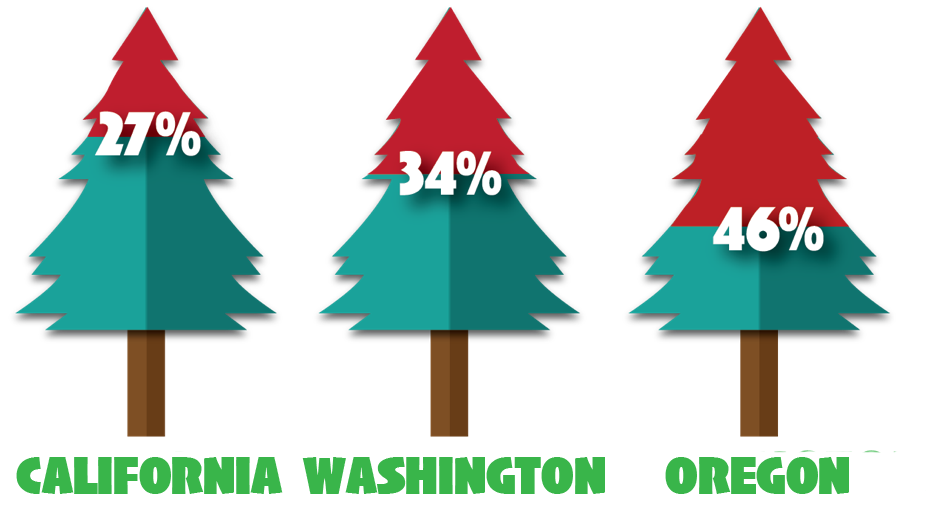 27%
34%
46%
CALIFORNIA
WASHINGTON
OREGON